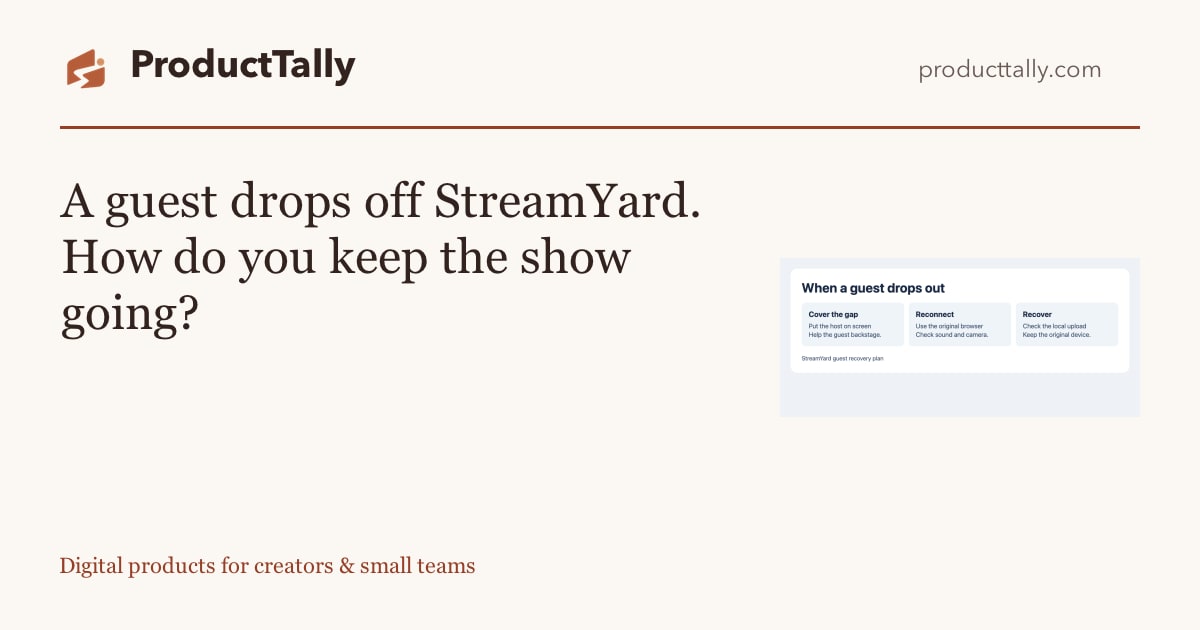 ProductTally
producttally.com
A guest drops off StreamYard.
How do you keep the show
going?
When a guest drops out
Cover the gap
Put the host on screen
Help the guest backstage.
Reconnect
Use the original browser
Check sound and camera.
Recover
Check the local upload
Keep the original device.
StreamYard guest recovery plan
Digital products for creators & small teams